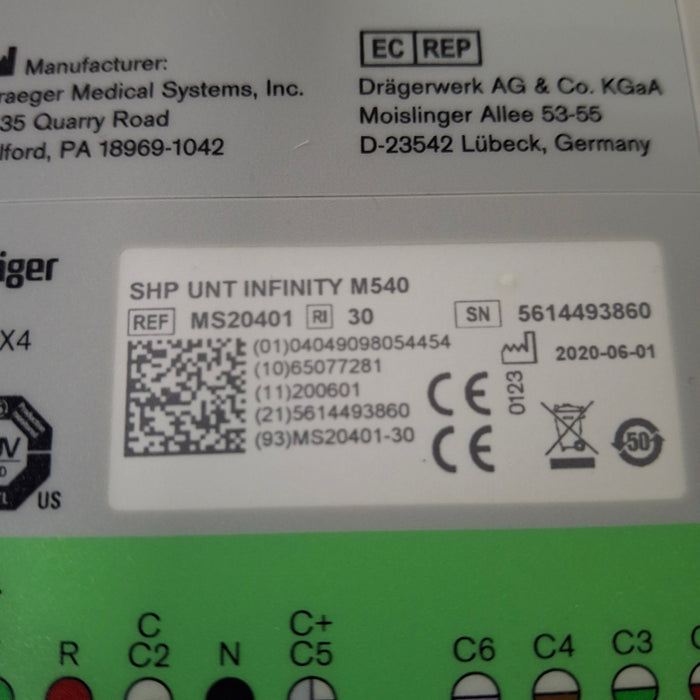 Manufacturer:
raeger Medical Systems, Inc.
35 Quarry Road
lford, PA 18969-1042
EC REP
Drägerwerk AG & Co. KGaA
Moislinger Allee 53-55
D-23542 Lübeck, Germany
iger
X4
SHP UNT INFINITY M540
REF MS20401 RI 30
SN 5614493860
(01)04049098054454
(10)65077281
(11)200601
(21)5614493860
(93)MS20401-30
2020-06-01
CE 0123
CE
50
US
R
C
C2
N
C+
C5
C6
C4
C3